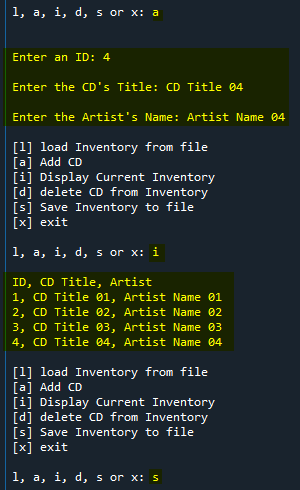 l, a, i, d, s or x: a
Enter an ID: 4
Enter the CD's Title: CD Title 04
Enter the Artist's Name: Artist Name 04
[l] load Inventory from file
[a] Add CD
[i] Display Current Inventory
[d] delete CD from Inventory
[s] Save Inventory to file
[x] exit
l, a, i, d, s or x: i
ID, CD Title, Artist
1, CD Title 01, Artist Name 01
2, CD Title 02, Artist Name 02
3, CD Title 03, Artist Name 03
4, CD Title 04, Artist Name 04
[l] load Inventory from file
[a] Add CD
[i] Display Current Inventory
[d] delete CD from Inventory
[s] Save Inventory to file
[x] exit
l, a, i, d, s or x: s